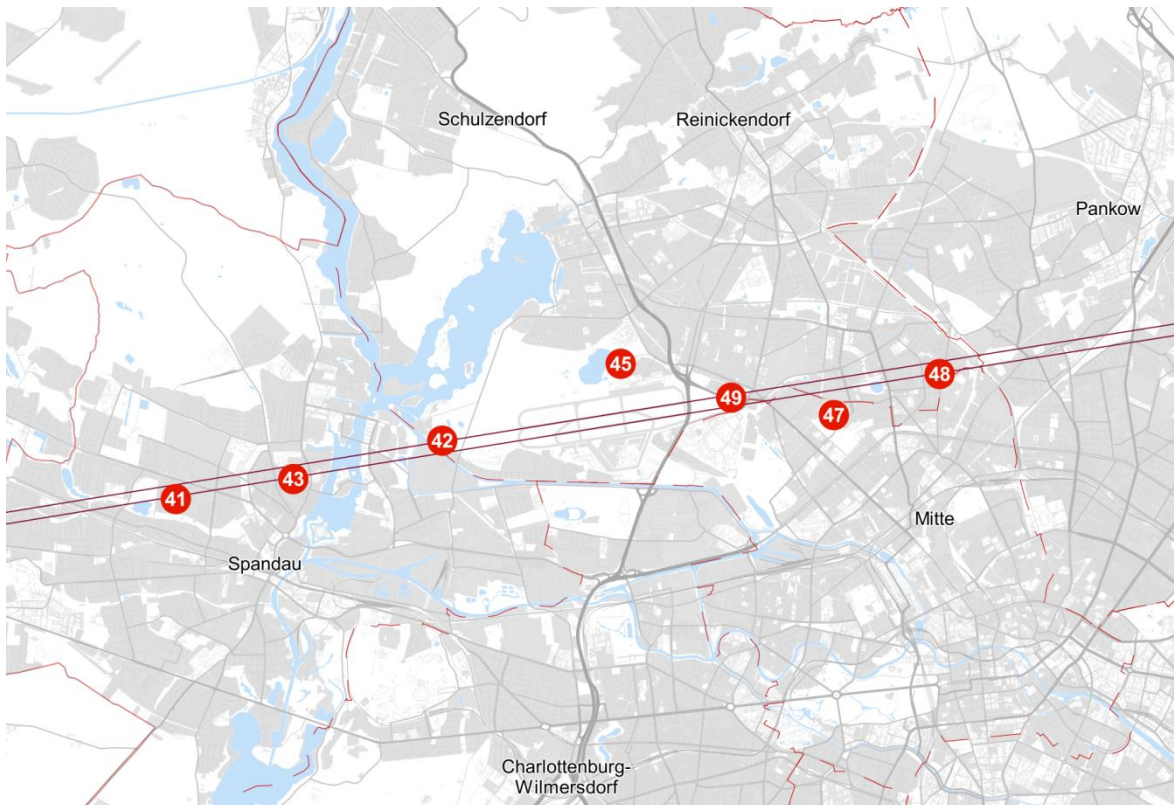 Schulzendorf
Reinickendorf
Pankow
45
49
48
47
42
43
41
Mitte
Spandau
Charlottenburg-
Wilmersdorf